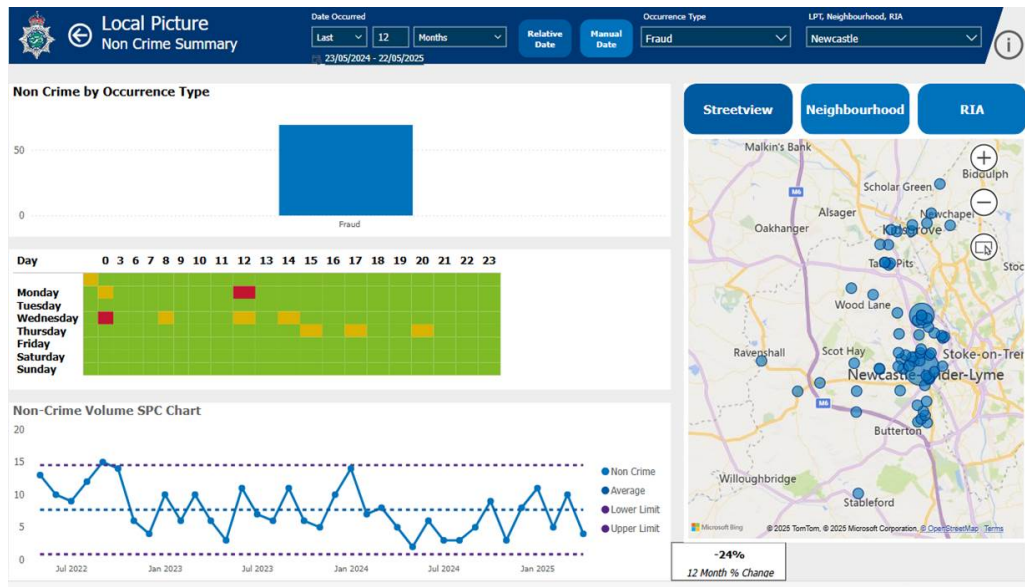 Local Picture
Non Crime Summary
Date Occurred
Last 12 Months
23/05/2024 - 22/05/2025
Relative Date
Manual Date
Occurrence Type
Fraud
LPT, Neighbourhood, RIA
Newcastle
Non Crime by Occurrence Type
50
0
Fraud
Day 0 3 6 7 8 9 10 11 12 13 14 15 16 17 18 19 20 21 22 23
Monday
Tuesday
Wednesday
Thursday
Friday
Saturday
Sunday
Non-Crime Volume SPC Chart
20
15
10
5
0
Jul 2022 Jan 2023 Jul 2023 Jan 2024 Jul 2024 Jan 2025
Non Crime
Average
Lower Limit
Upper Limit
Streetview Neighbourhood RIA
Malkin's Bank
Biddulph
M6
Scholar Green
Alsager
Newchapel
Oakhanger
Kidsgrove
Pits
Stoc
Wood Lane
Ravenshall
Scot Hay
Stoke-on-Tren
Newcastle-under-Lyme
M6
Butterton
Willoughbridge
Stableford
Microsoft Bing
© 2025 TomTom, © 2025 Microsoft Corporation, © OpenStreetMap Terms
-24%
12 Month % Change